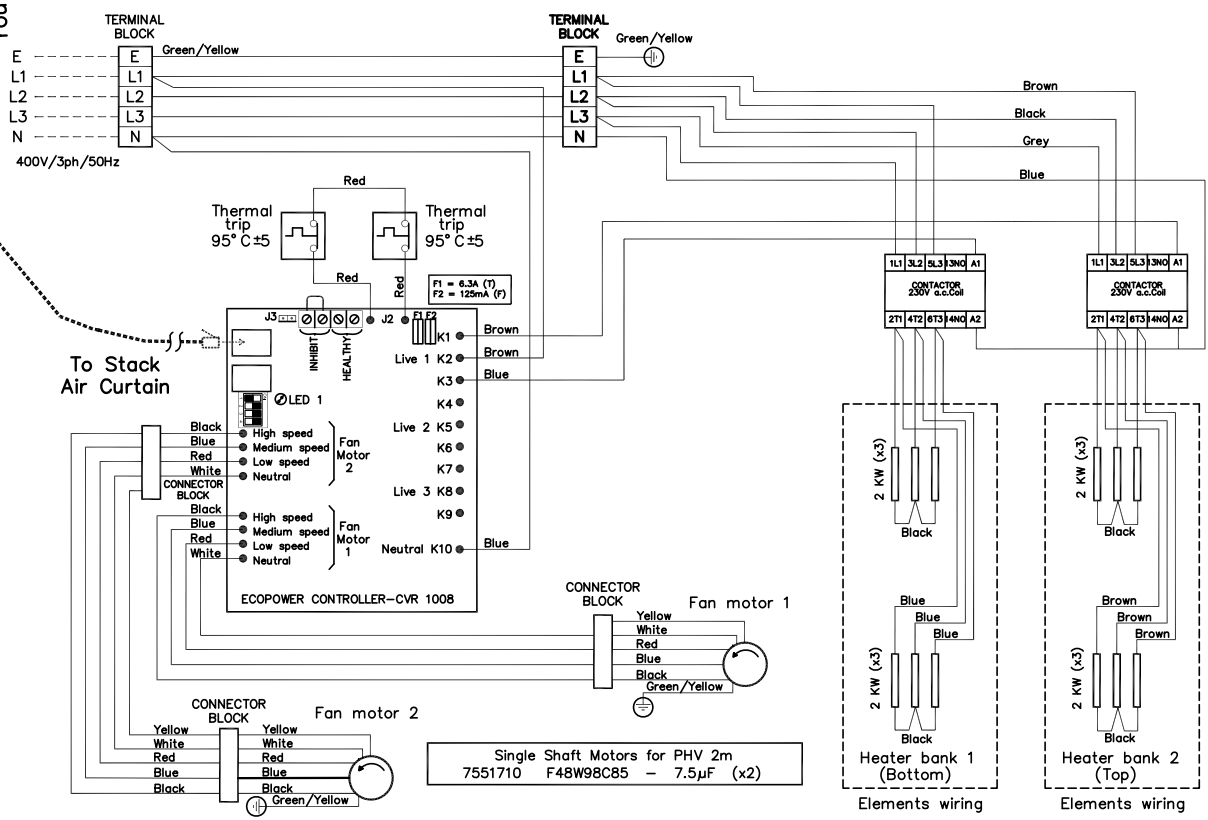 TERMINAL
BLOCK
TERMINAL
BLOCK
E
E
Green/Yellow
E
Green/Yellow
L1
L1
L1
L2
L2
L2
L3
L3
L3
N
N
N
400V/3ph/50Hz
Brown
Black
Grey
Blue
Red
Thermal
trip
95°C±5
Thermal
trip
95°C±5
Red
Red
F1 = 6.3A (T)
F2 = 125mA (F)
1L1 3L2 5L3 13NO A1
CONTACTOR
230V a.c.Coil
2T1 4T2 6T3 14NO A2
1L1 3L2 5L3 13NO A1
CONTACTOR
230V a.c.Coil
2T1 4T2 6T3 14NO A2
J3
J2
F1 F2
INHIBIT
HEALTHY
K1
Brown
Live 1 K2
Brown
K3
Blue
K4
Live 2 K5
K6
K7
Live 3 K8
K9
Neutral K10
Blue
To Stack
Air Curtain
LED 1
Black
High speed
Blue
Medium speed
Red
Low speed
White
Neutral
Fan
Motor
2
CONNECTOR
BLOCK
Black
High speed
Blue
Medium speed
Red
Low speed
White
Neutral
Fan
Motor
1
ECOPOWER CONTROLLER-CVR 1008
CONNECTOR
BLOCK
Fan motor 1
Yellow
White
Red
Blue
Black
Green/Yellow
CONNECTOR
BLOCK
Fan motor 2
Yellow
Yellow
White
White
Red
Red
Blue
Blue
Black
Black
Green/Yellow
Single Shaft Motors for PHV 2m
7551710 F48W98C85 - 7.5µF (x2)
2 KW (x3)
Black
Blue
Blue
Blue
2 KW (x3)
Black
Heater bank 1
(Bottom)
Elements wiring
2 KW (x3)
Black
Brown
Brown
Brown
2 KW (x3)
Black
Heater bank 2
(Top)
Elements wiring